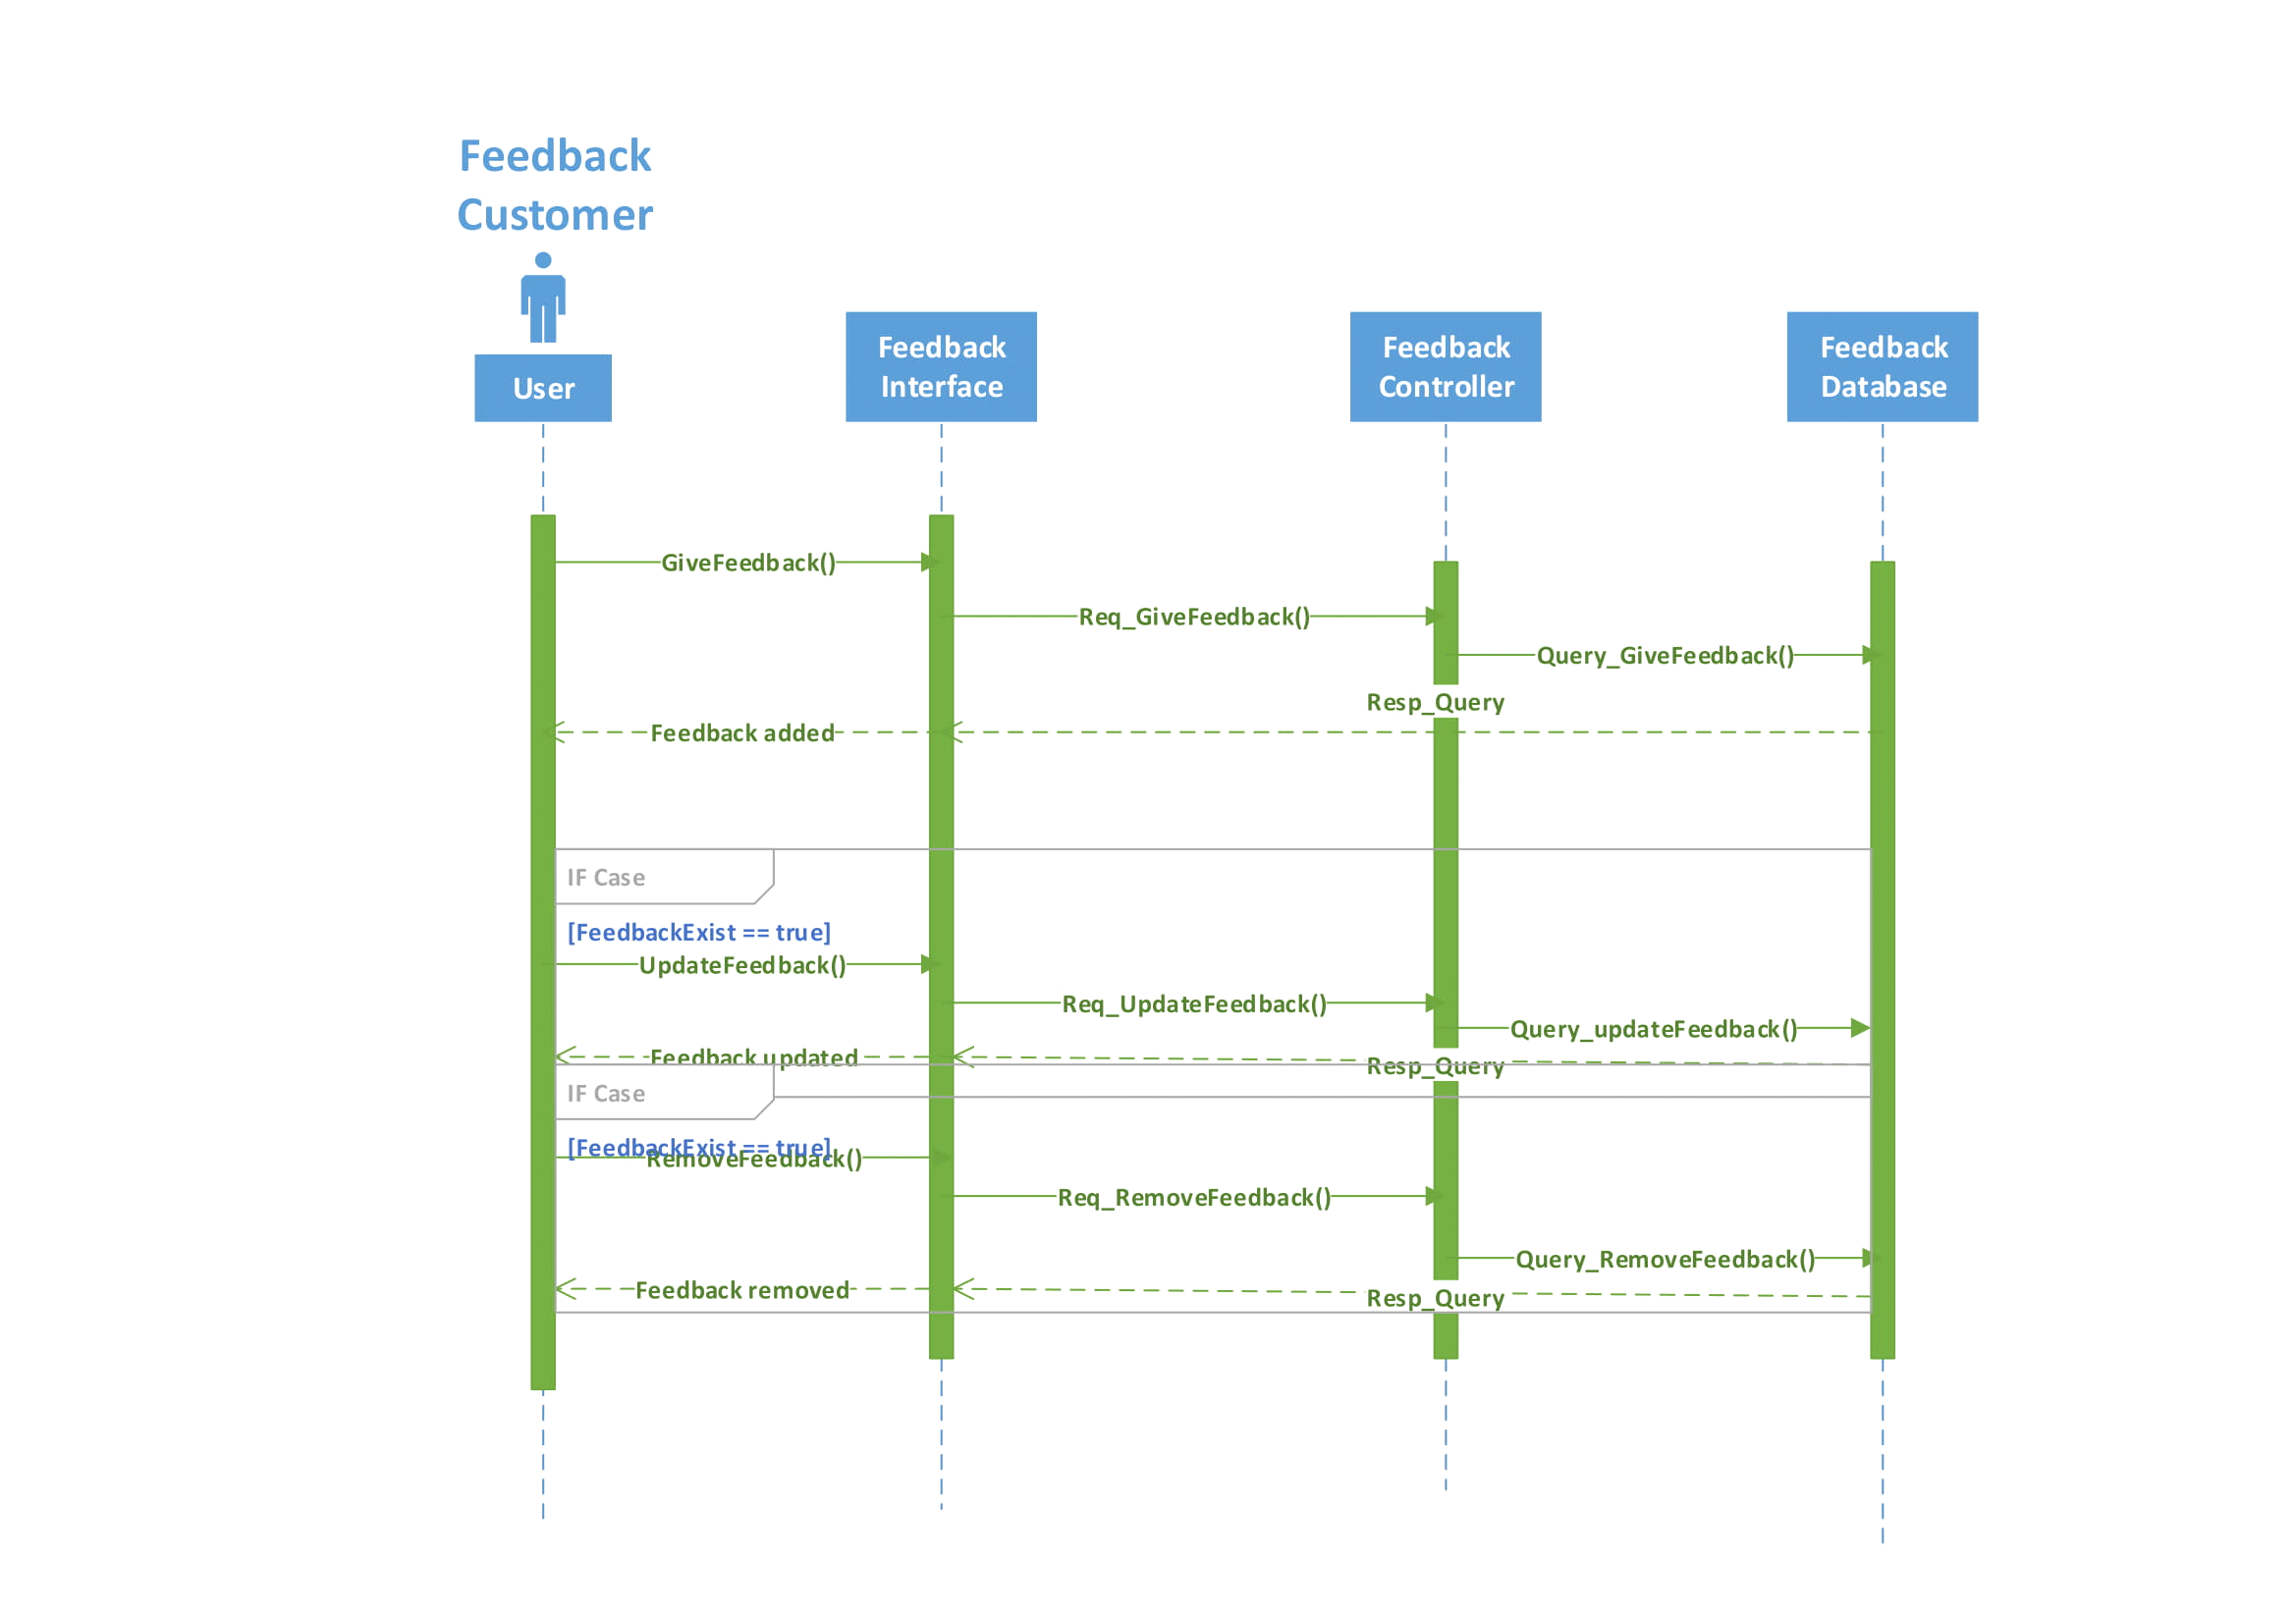 Feedback
Customer
User
Feedback
Interface
Feedback
Controller
Feedback
Database
GiveFeedback()
Req_GiveFeedback()
Query_GiveFeedback()
Resp_Query
Feedback added
IF Case
[FeedbackExist == true]
UpdateFeedback()
Req_UpdateFeedback()
Query_updateFeedback()
Feedback updated
Resp_Query
IF Case
[FeedbackExist == true]
RemoveFeedback()
Req_RemoveFeedback()
Query_RemoveFeedback()
Feedback removed
Resp_Query